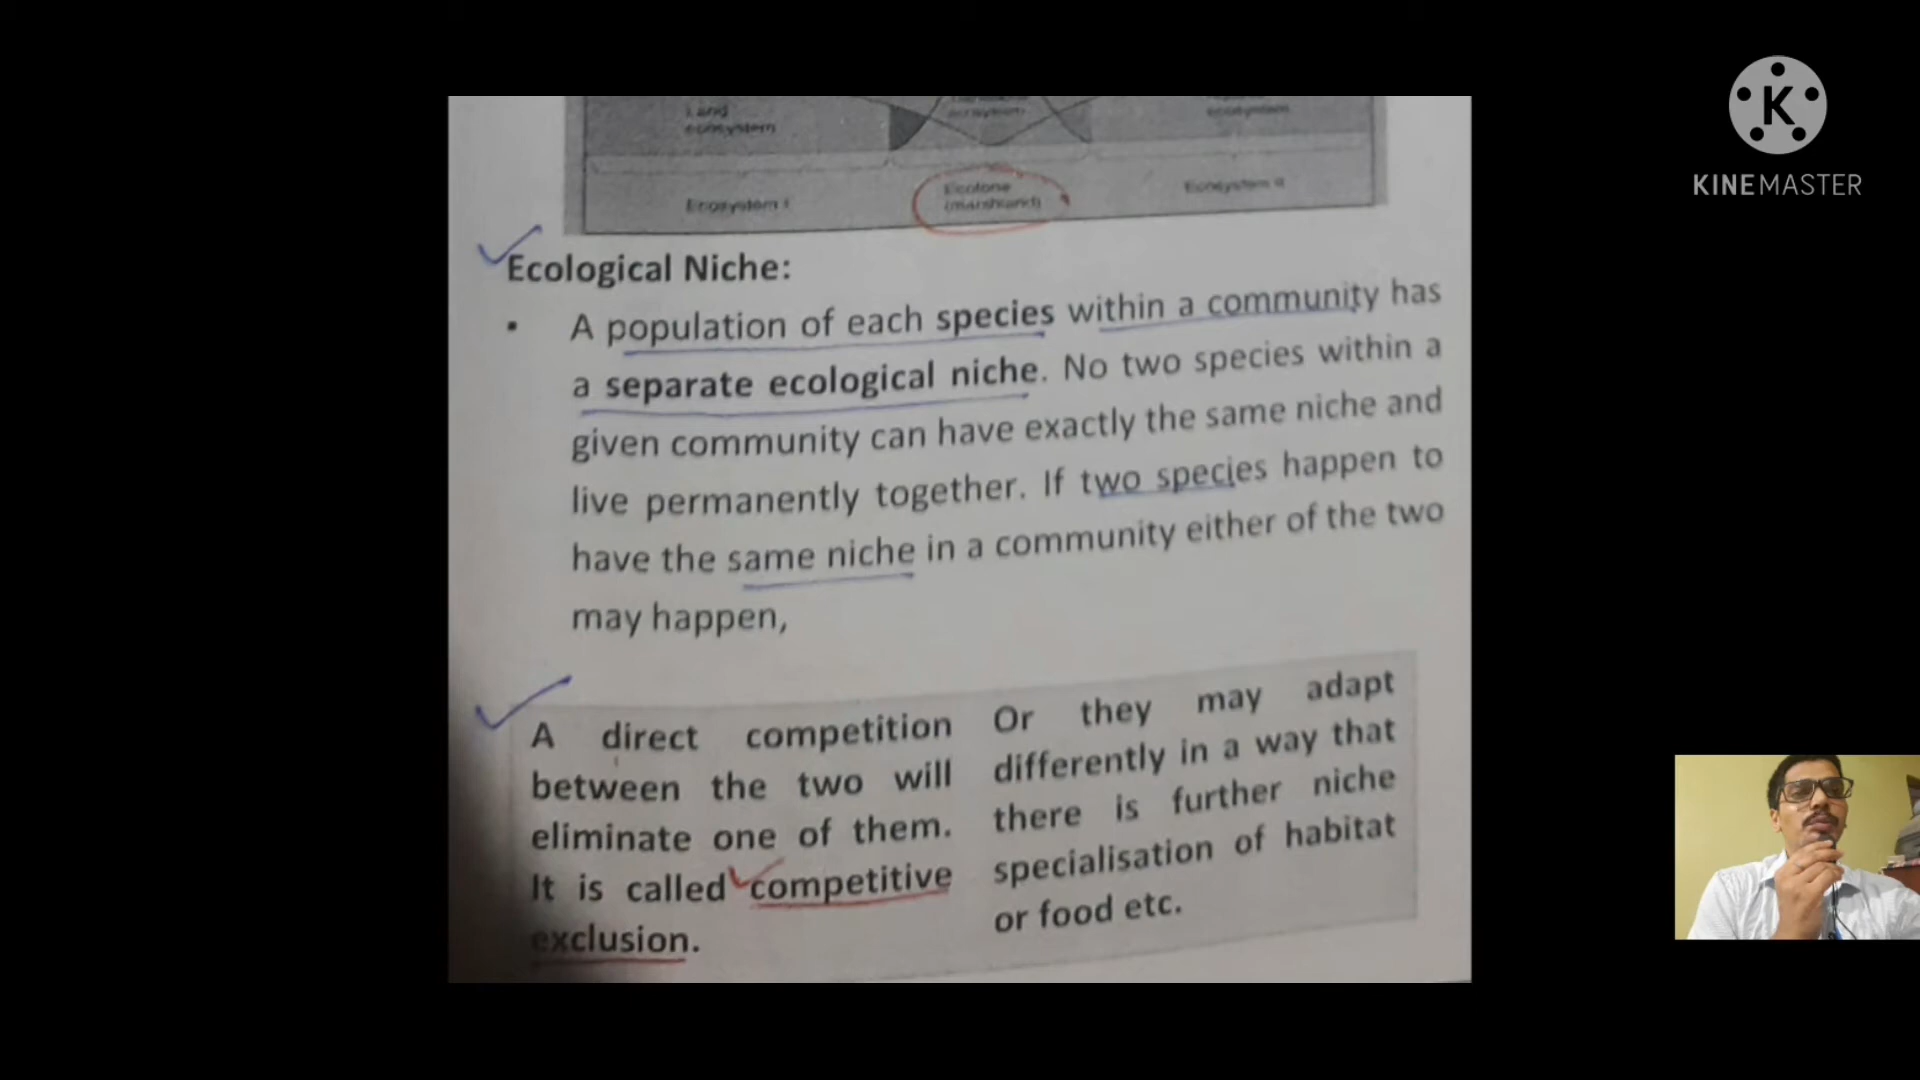 Land
ecosystem
ecosystem
Ecotone
(marshland)
Ecosystem I
Ecosystem II
Ecological Niche:
▪ A population of each species within a community has
a separate ecological niche. No two species within a
given community can have exactly the same niche and
live permanently together. If two species happen to
have the same niche in a community either of the two
may happen,
A direct competition
between the two will
eliminate one of them.
It is called competitive
exclusion.
Or they may adapt
differently in a way that
there is further niche
specialisation of habitat
or food etc.
K
KINEMASTER